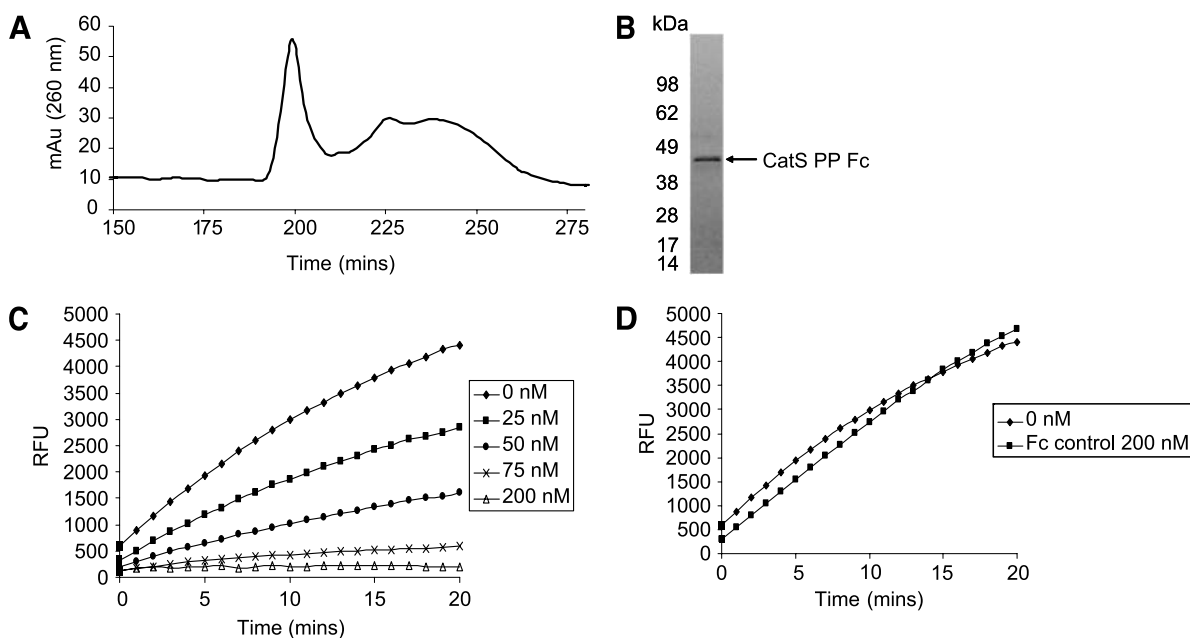 A
mAu (260 nm)
60
50
40
30
20
10
0
150 175 200 225 250 275
Time (mins)
B
kDa
98
62
49
38
28
17
14
CatS PP Fc
C
RFU
5000
4500
4000
3500
3000
2500
2000
1500
1000
500
0
0 5 10 15 20
Time (mins)
0 nM
25 nM
50 nM
75 nM
200 nM
D
RFU
5000
4500
4000
3500
3000
2500
2000
1500
1000
500
0
0 5 10 15 20
Time (mins)
0 nM
Fc control 200 nM